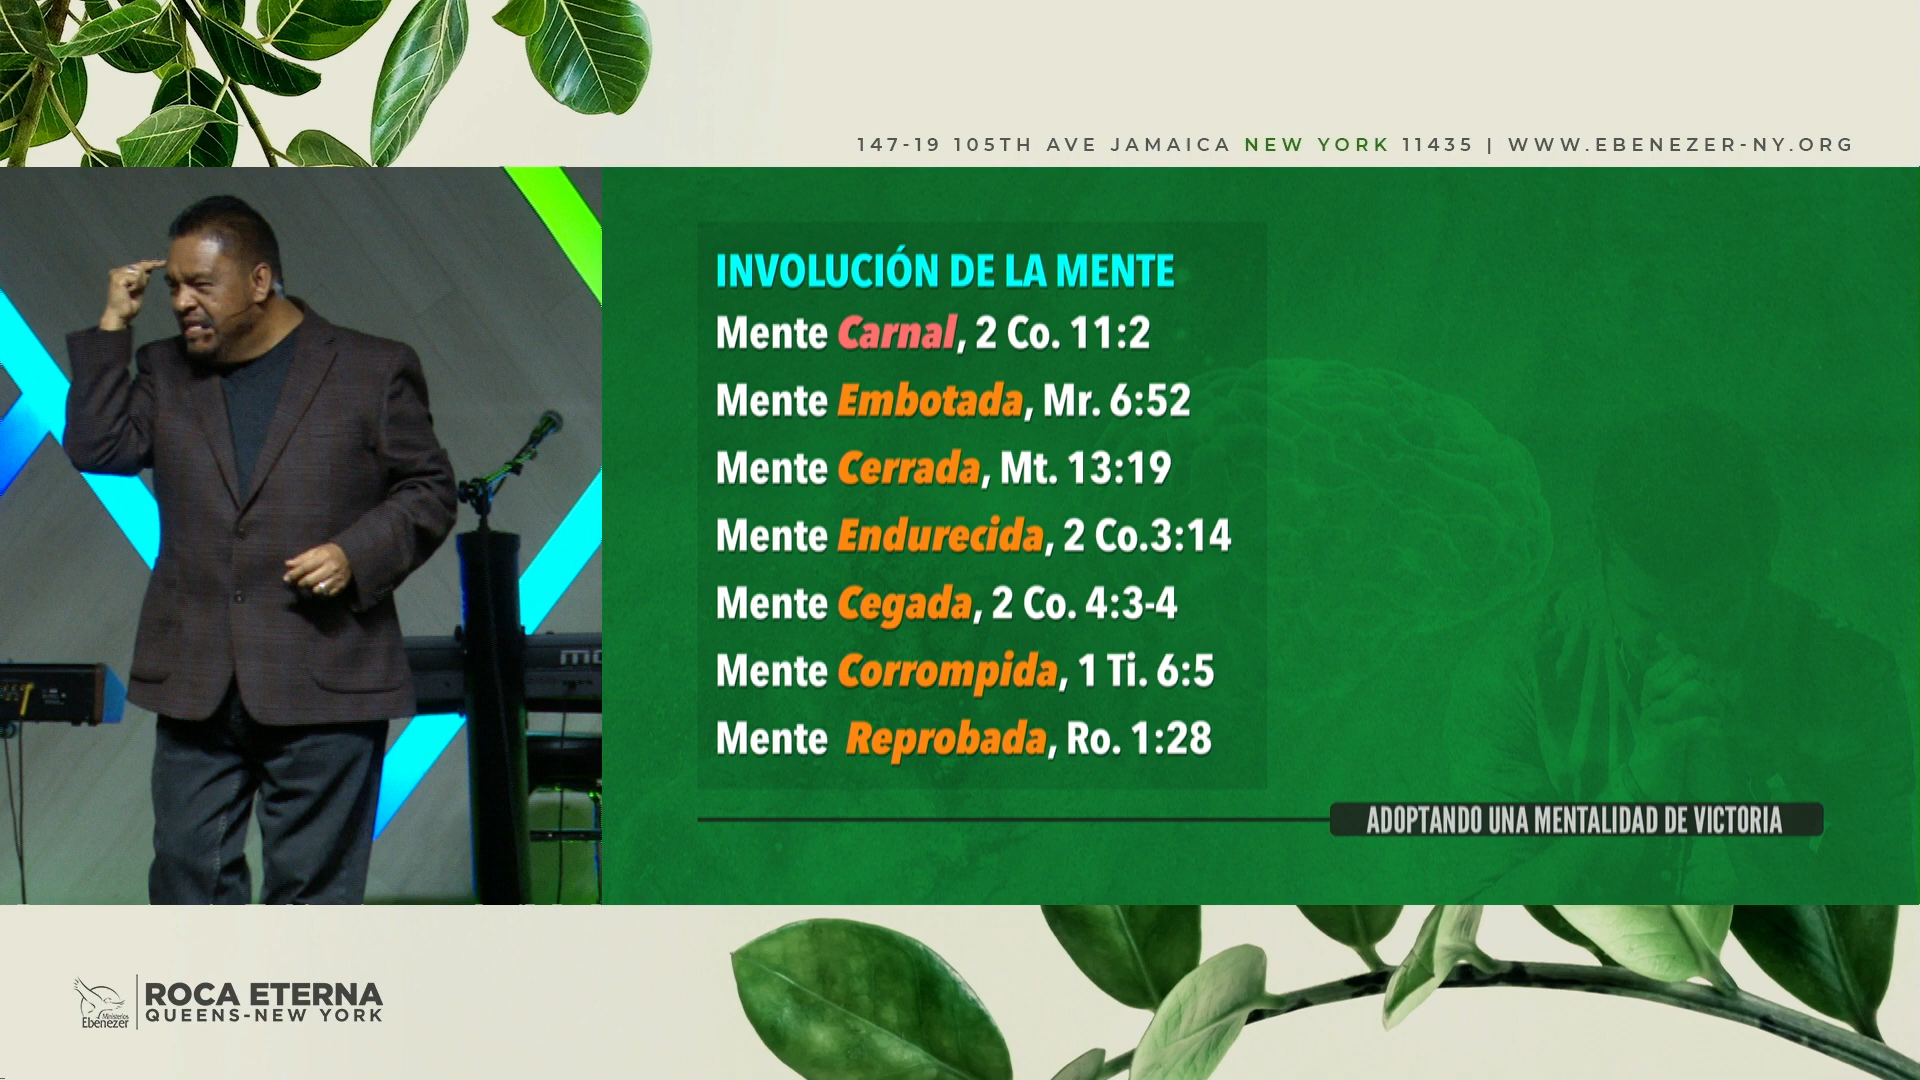 147-19 105TH AVE JAMAICA NEW YORK 11435 | WWW.EBENEZER-NY.ORG
INVOLUCIÓN DE LA MENTE
Mente Carnal, 2 Co. 11:2
Mente Embotada, Mr. 6:52
Mente Cerrada, Mt. 13:19
Mente Endurecida, 2 Co.3:14
Mente Cegada, 2 Co. 4:3-4
Mente Corrompida, 1 Ti. 6:5
Mente Reprobada, Ro. 1:28
ADOPTANDO UNA MENTALIDAD DE VICTORIA
Ministerios
Ebenezer
ROCA ETERNA
QUEENS-NEW YORK